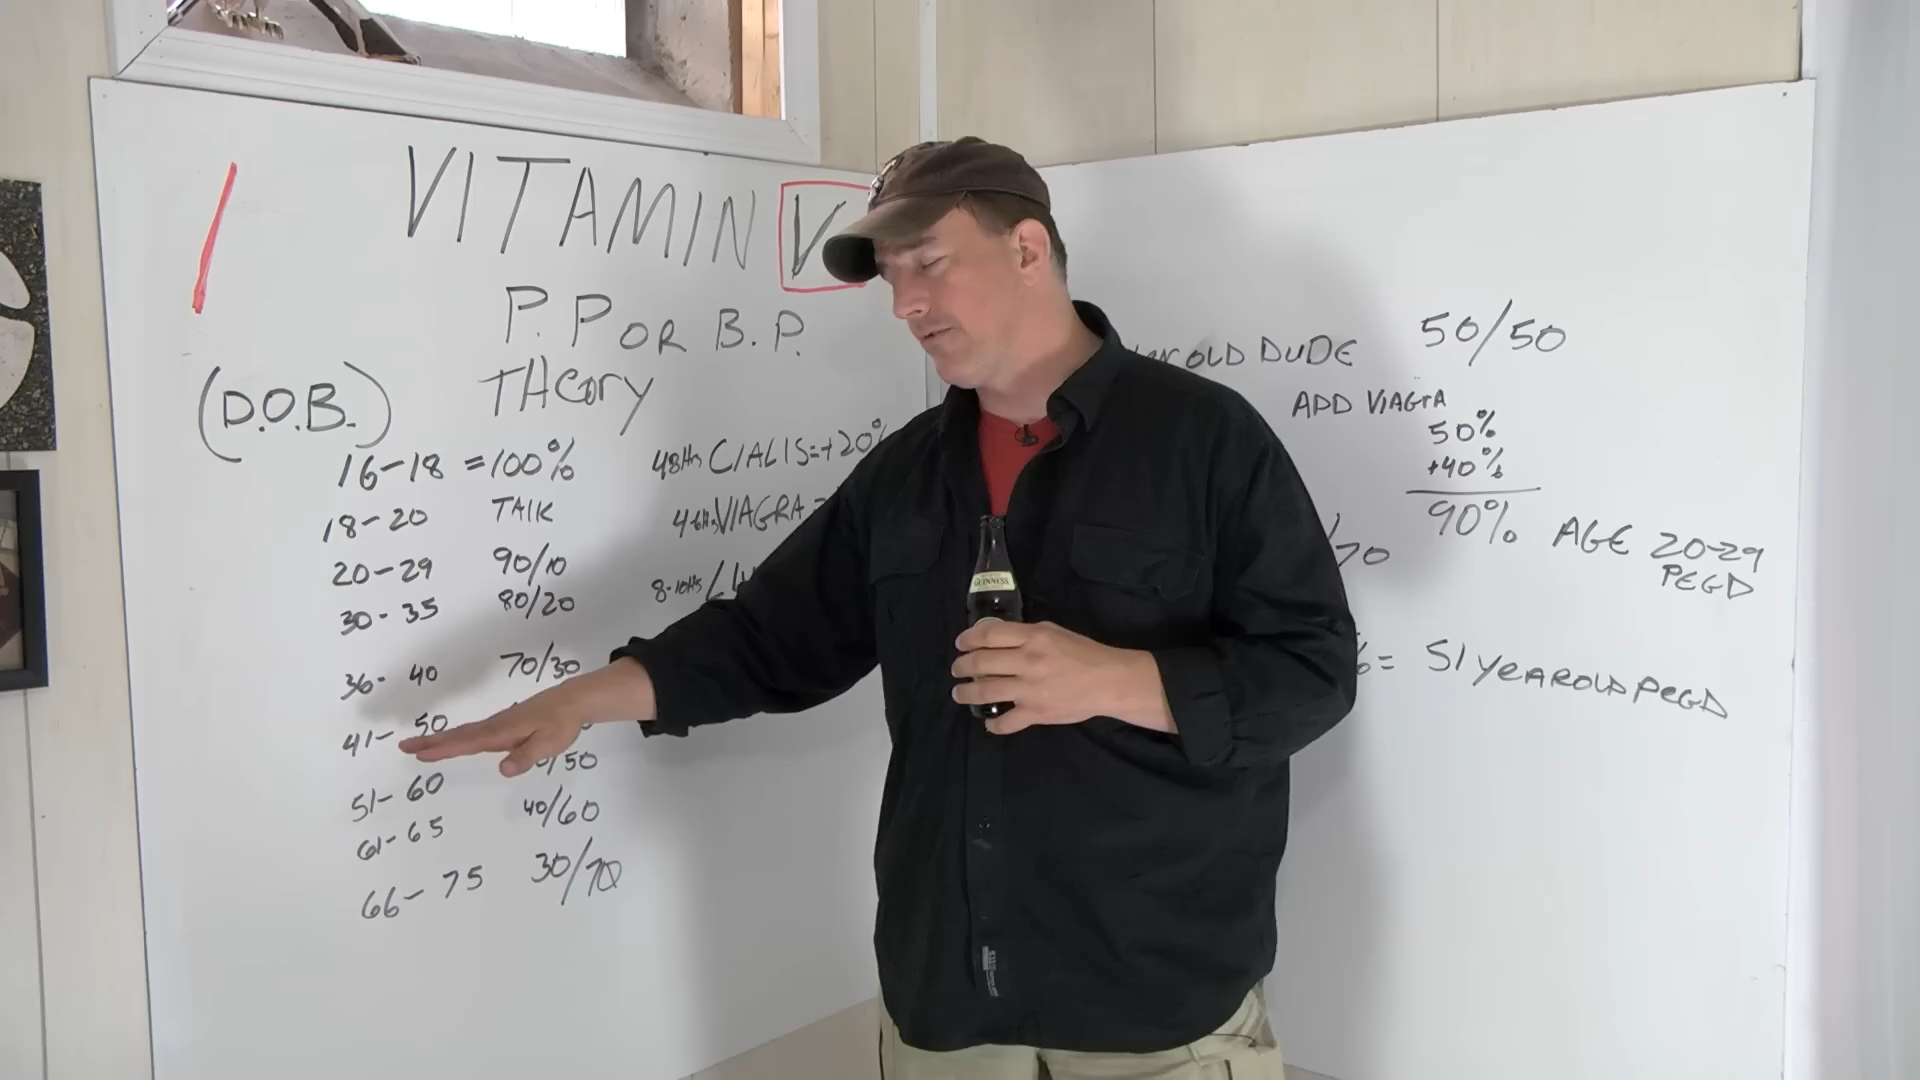 VITAMIN V
P.P OR B.P.
THEORY
(D.O.B.)
16-18 =100%
18-20 TALK
20-29 90/10
30-35 80/20
36-40 70/30
41-50
51-60 /50
61-65 40/60
66-75 30/70
48Hrs CIALIS=+20%
4-6Hrs VIAGRA =
8-10Hrs
OLD DUDE 50/50
ADD VIAGRA
50%
+40%
90% AGE 20-29
PEGD
/70
%= 51 year OLD PEGD
GUINNESS